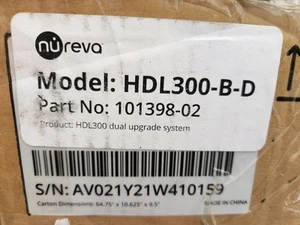 nureva
Model: HDL300-B-D
Part No: 101398-02
Product: HDL300 dual upgrade system
S/N: AV021Y21W410159
Carton Dimensions: 64.75" x 10.625" x 9.5"
MADE IN CHINA